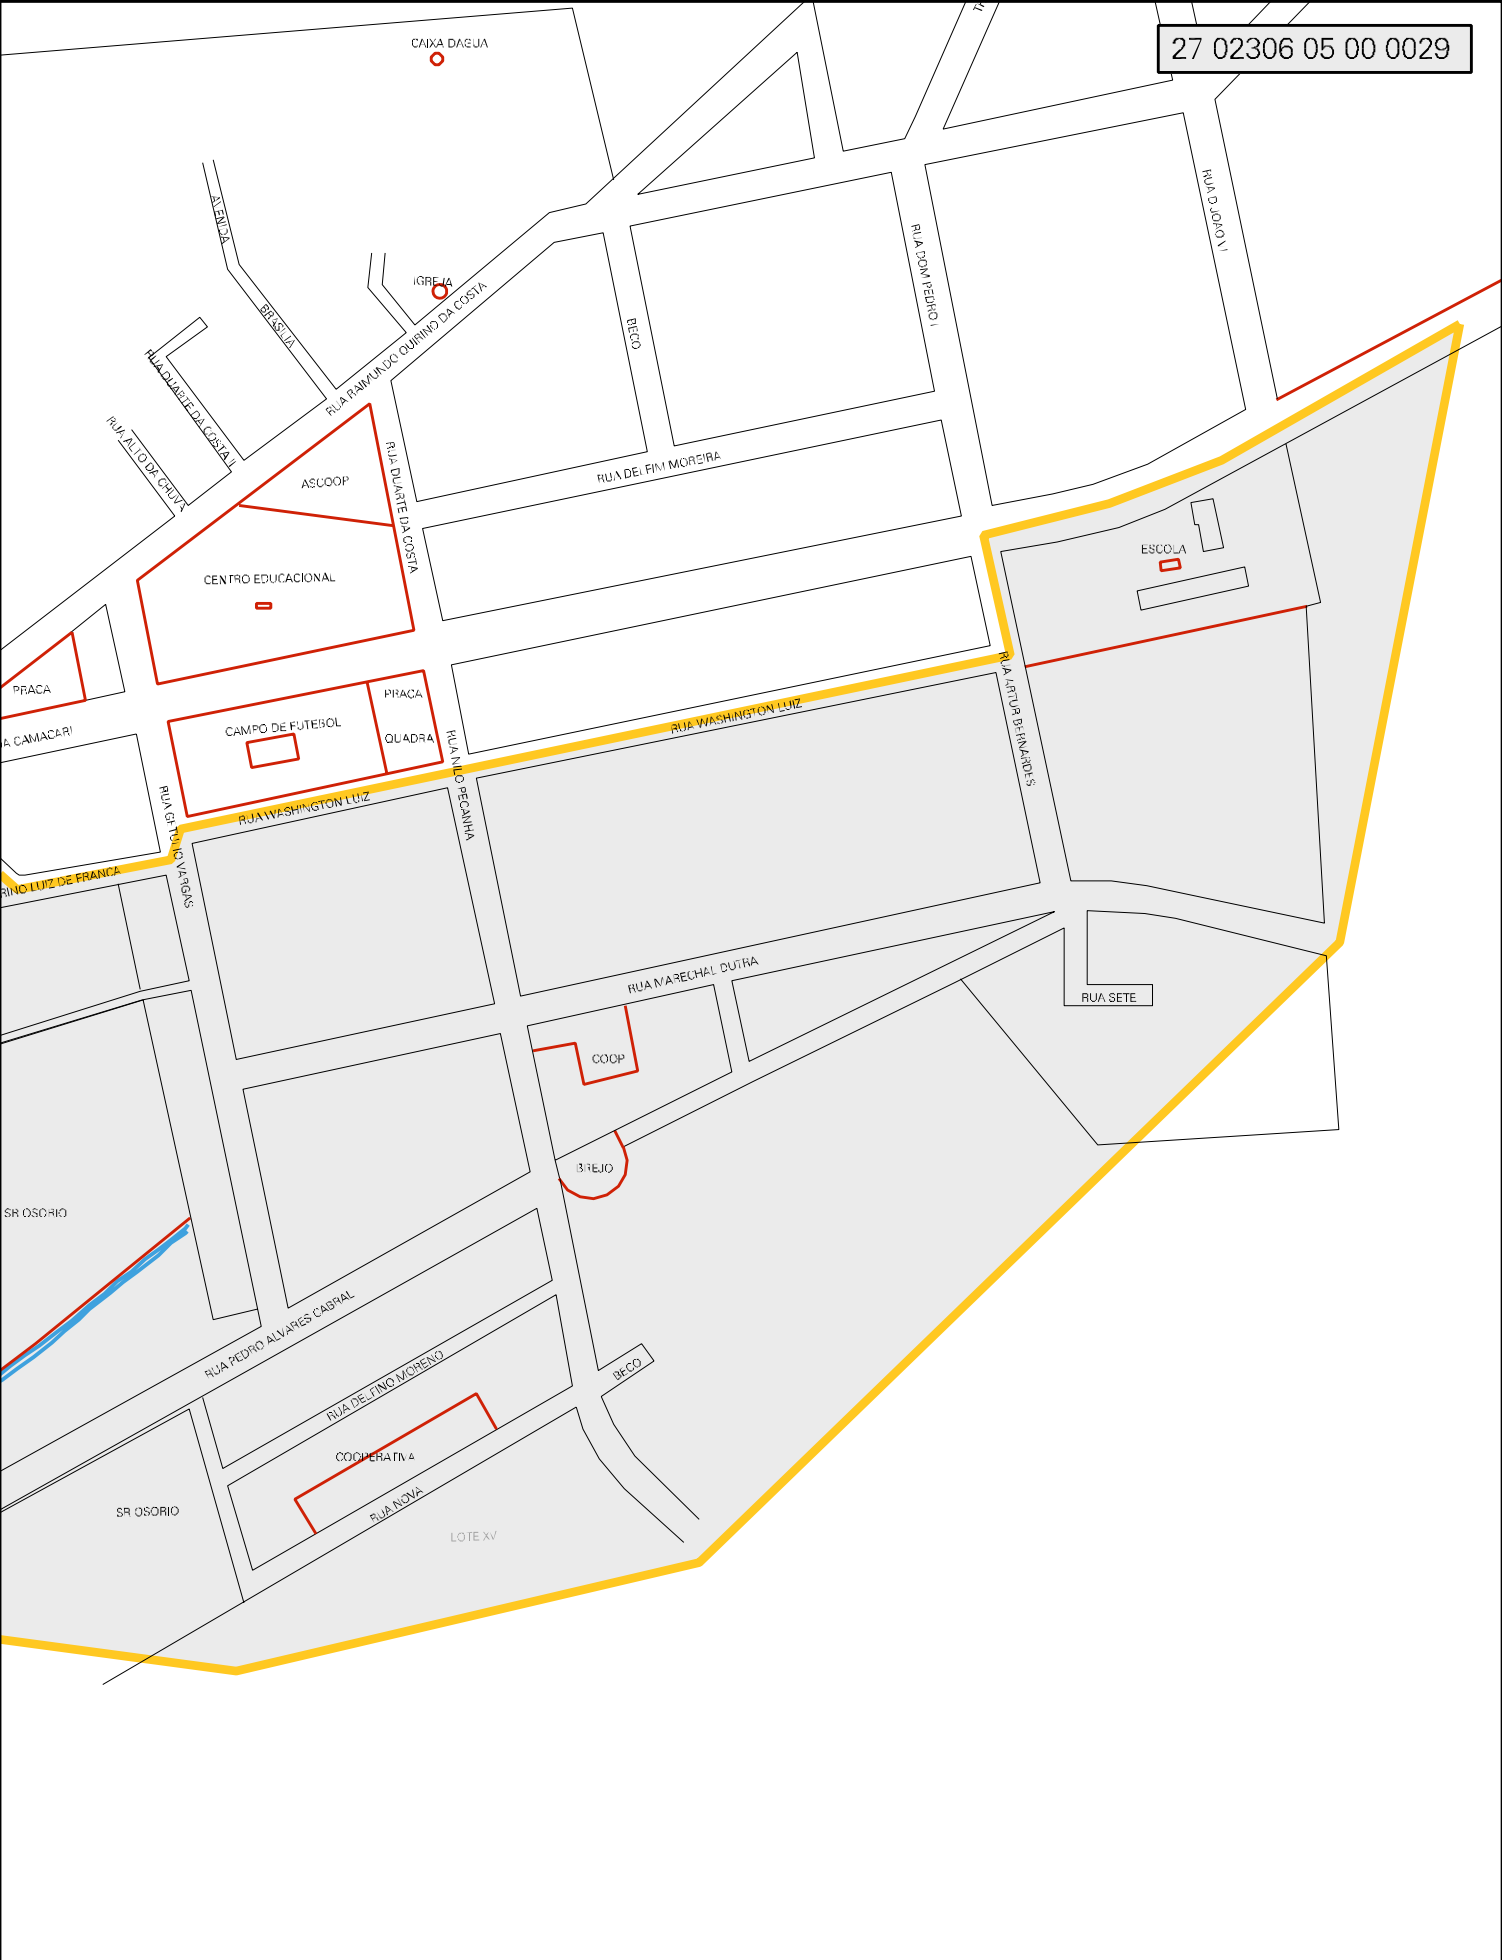 CAIXA DAGUA
27 02306 05 00 0029
AVENIDA
BRASILIA
IGREJA
RUA RAIMUNDO QUIRINO DA COSTA
RUA D JOAO VI
RUA DOM PEDRO I
BECO
RUA DUARTE DA COSTA II
RUA ALTO DA CHUVA
ASCOOP
RUA DUARTE DA COSTA
RUA DELFIM MOREIRA
CENTRO EDUCACIONAL
ESCOLA
PRACA
PRACA
CAMPO DE FUTEBOL
QUADRA
CAMACARI
RUA WASHINGTON LUIZ
RUA ARTUR BERNARDES
RUA NILO PECANHA
RUA WASHINGTON LUIZ
RUA GETULIO VARGAS
RINO LUIZ DE FRANCA
RUA MARECHAL DUTRA
RUA SETE
COOP
BREJO
SR OSORIO
RUA PEDRO ALVARES CABRAL
RUA DELFINO MORENO
BECO
COOPERATIVA
RUA NOVA
SR OSORIO
LOTE XV